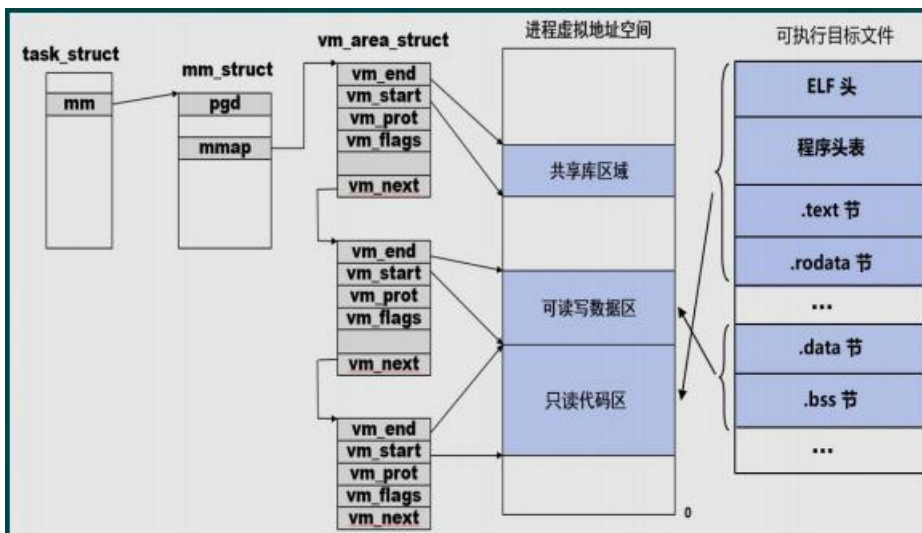 task_struct
mm
mm_struct
pgd
mmap
vm_area_struct
vm_end
vm_start
vm_prot
vm_flags
vm_next
vm_end
vm_start
vm_prot
vm_flags
vm_next
vm_end
vm_start
vm_prot
vm_flags
vm_next
进程虚拟地址空间
共享库区域
可读写数据区
只读代码区
0
可执行目标文件
ELF 头
程序头表
.text 节
.rodata 节
...
.data 节
.bss 节
...